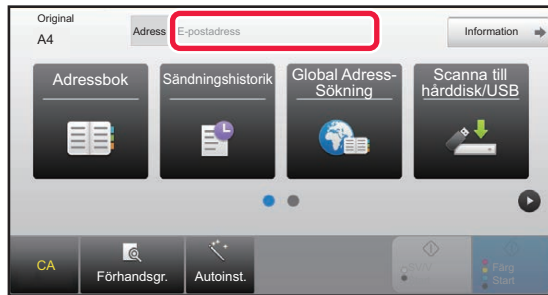 Original
A4
Adress
E-postadress
Information
Adressbok
Sändningshistorik
Global Adress-
Sökning
Scanna till
hårddisk/USB
CA
Förhandsgr.
Autoinst.
Färg
Start